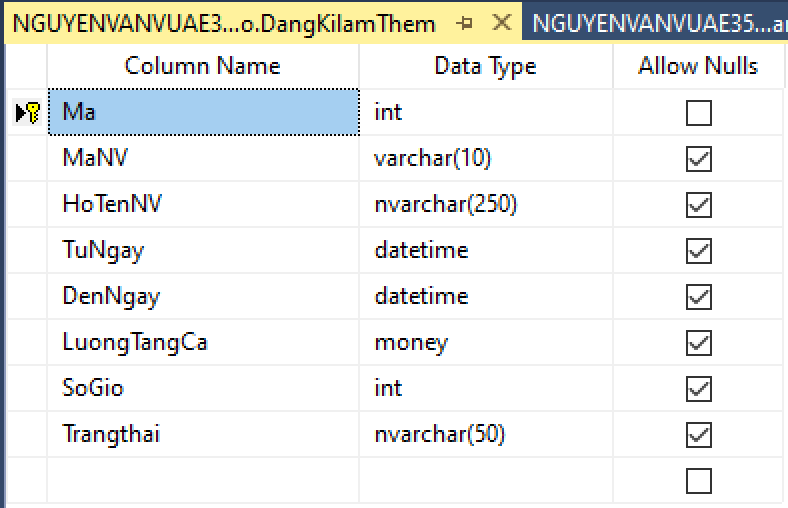 NGUYENVANVUAE3...o.DangKilamThem NGUYENVANVUAE35...
Column Name Data Type Allow Nulls
Ma int
MaNV varchar(10)
HoTenNV nvarchar(250)
TuNgay datetime
DenNgay datetime
LuongTangCa money
SoGio int
Trangthai nvarchar(50)